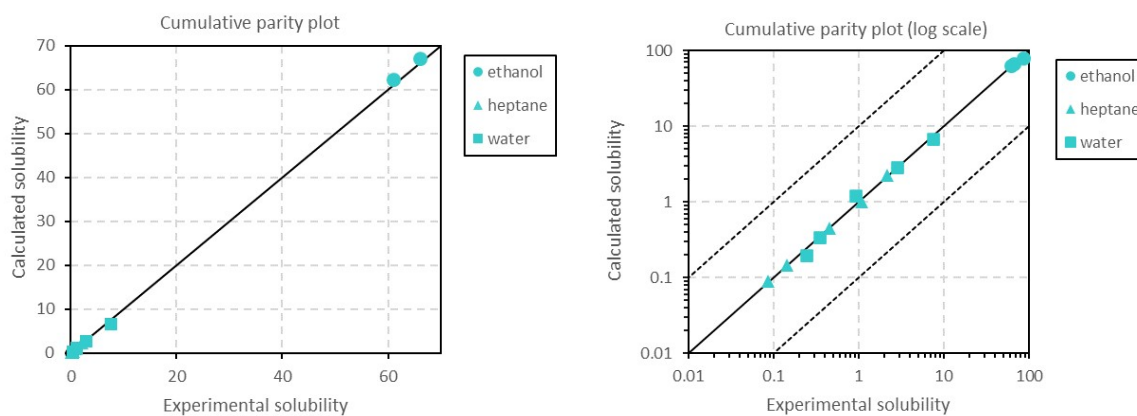 Cumulative parity plot
70
60
50
40
30
20
10
0
0 20 40 60
Calculated solubility
Experimental solubility
ethanol
heptane
water
Cumulative parity plot (log scale)
100
10
1
0.1
0.01
0.01 0.1 1 10 100
Calculated solubility
Experimental solubility
ethanol
heptane
water